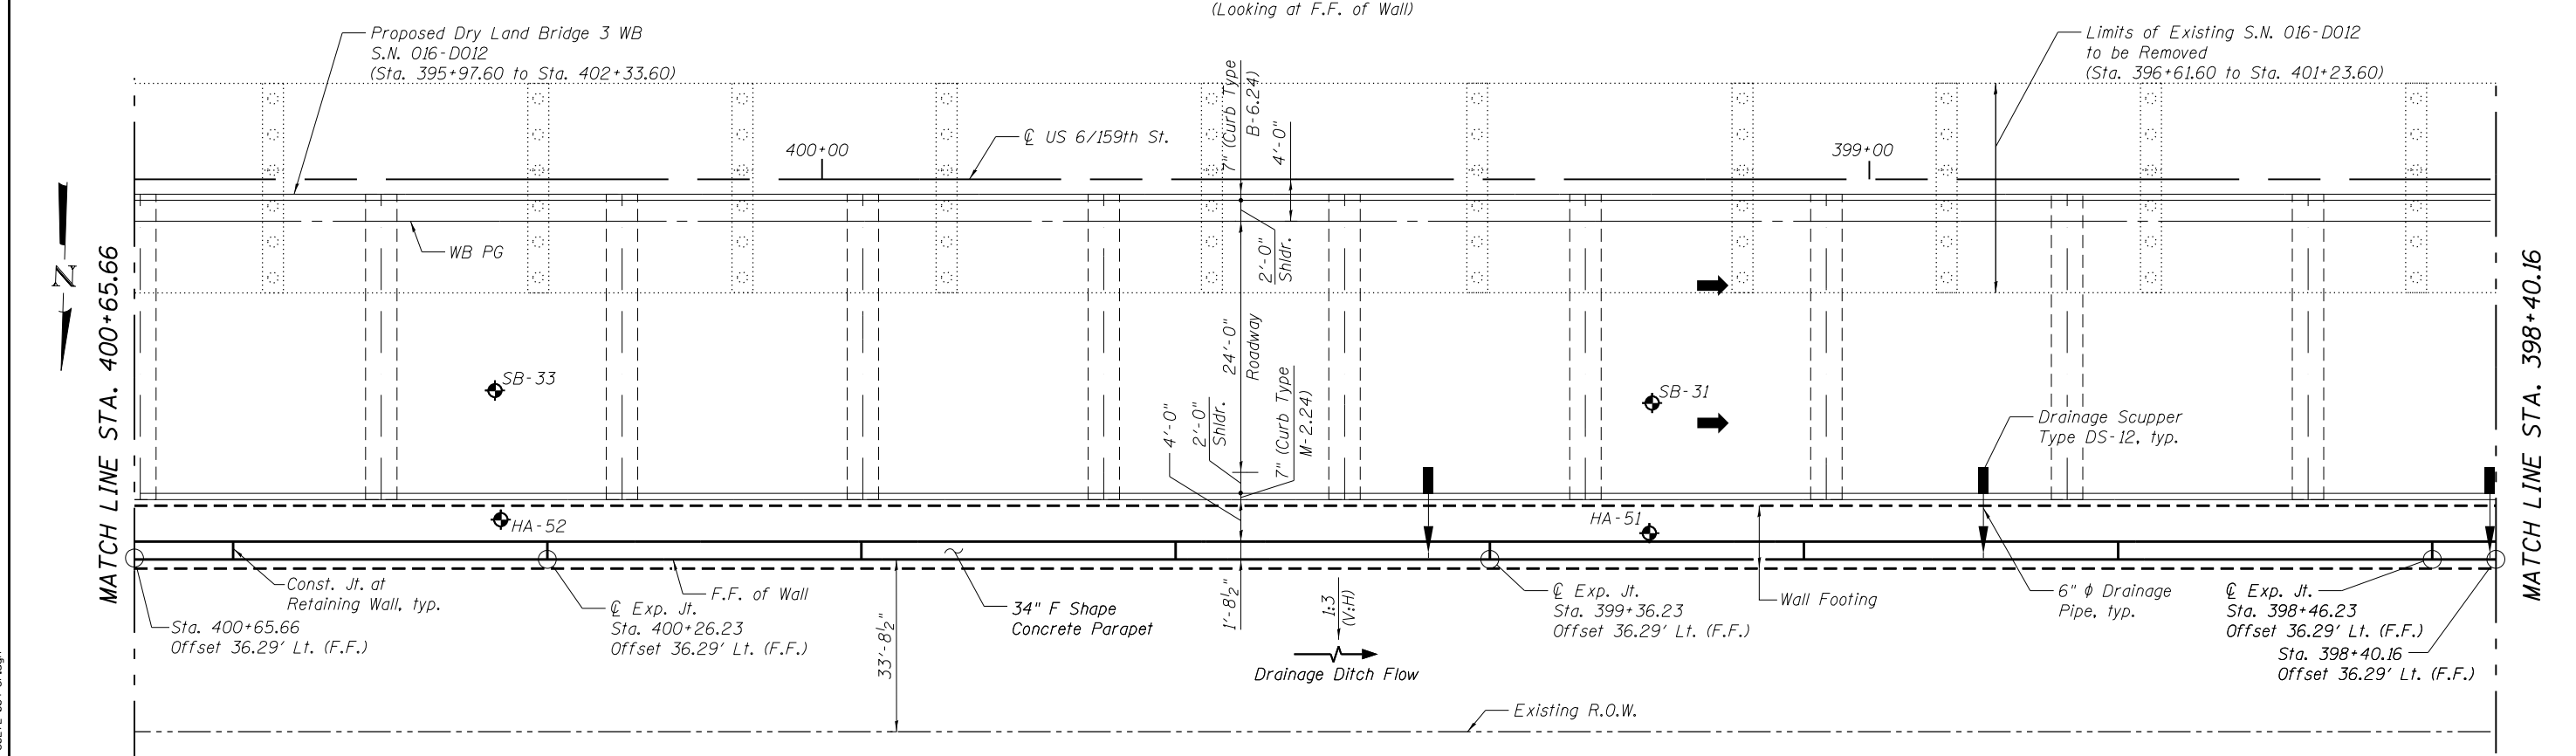 (Looking at F.F. of Wall)
Proposed Dry Land Bridge 3 WB
S.N. 016-D012
(Sta. 395+97.60 to Sta. 402+33.60)
Limits of Existing S.N. 016-D012
to be Removed
(Sta. 396+61.60 to Sta. 401+23.60)
7" (Curb Type
B-6.24)
4'-0"
400+00
℄ US 6/159th St.
399+00
WB PG
2'-0"
Shldr.
N
MATCH LINE STA. 400+65.66
MATCH LINE STA. 398+40.16
24'-0"
Roadway
SB-33
SB-31
4'-0"
2'-0"
Shldr.
7" (Curb Type
M-2.24)
Drainage Scupper
Type DS-12, typ.
HA-52
HA-51
Const. Jt. at
Retaining Wall, typ.
F.F. of Wall
Sta. 400+65.66
Offset 36.29' Lt. (F.F.)
℄ Exp. Jt.
Sta. 400+26.23
Offset 36.29' Lt. (F.F.)
33'-8½"
34" F Shape
Concrete Parapet
1'-8½"
1:3
(V:H)
Drainage Ditch Flow
℄ Exp. Jt.
Sta. 399+36.23
Offset 36.29' Lt. (F.F.)
Wall Footing
6" ϕ Drainage
Pipe, typ.
℄ Exp. Jt.
Sta. 398+46.23
Offset 36.29' Lt. (F.F.)
Sta. 398+40.16
Offset 36.29' Lt. (F.F.)
Existing R.O.W.